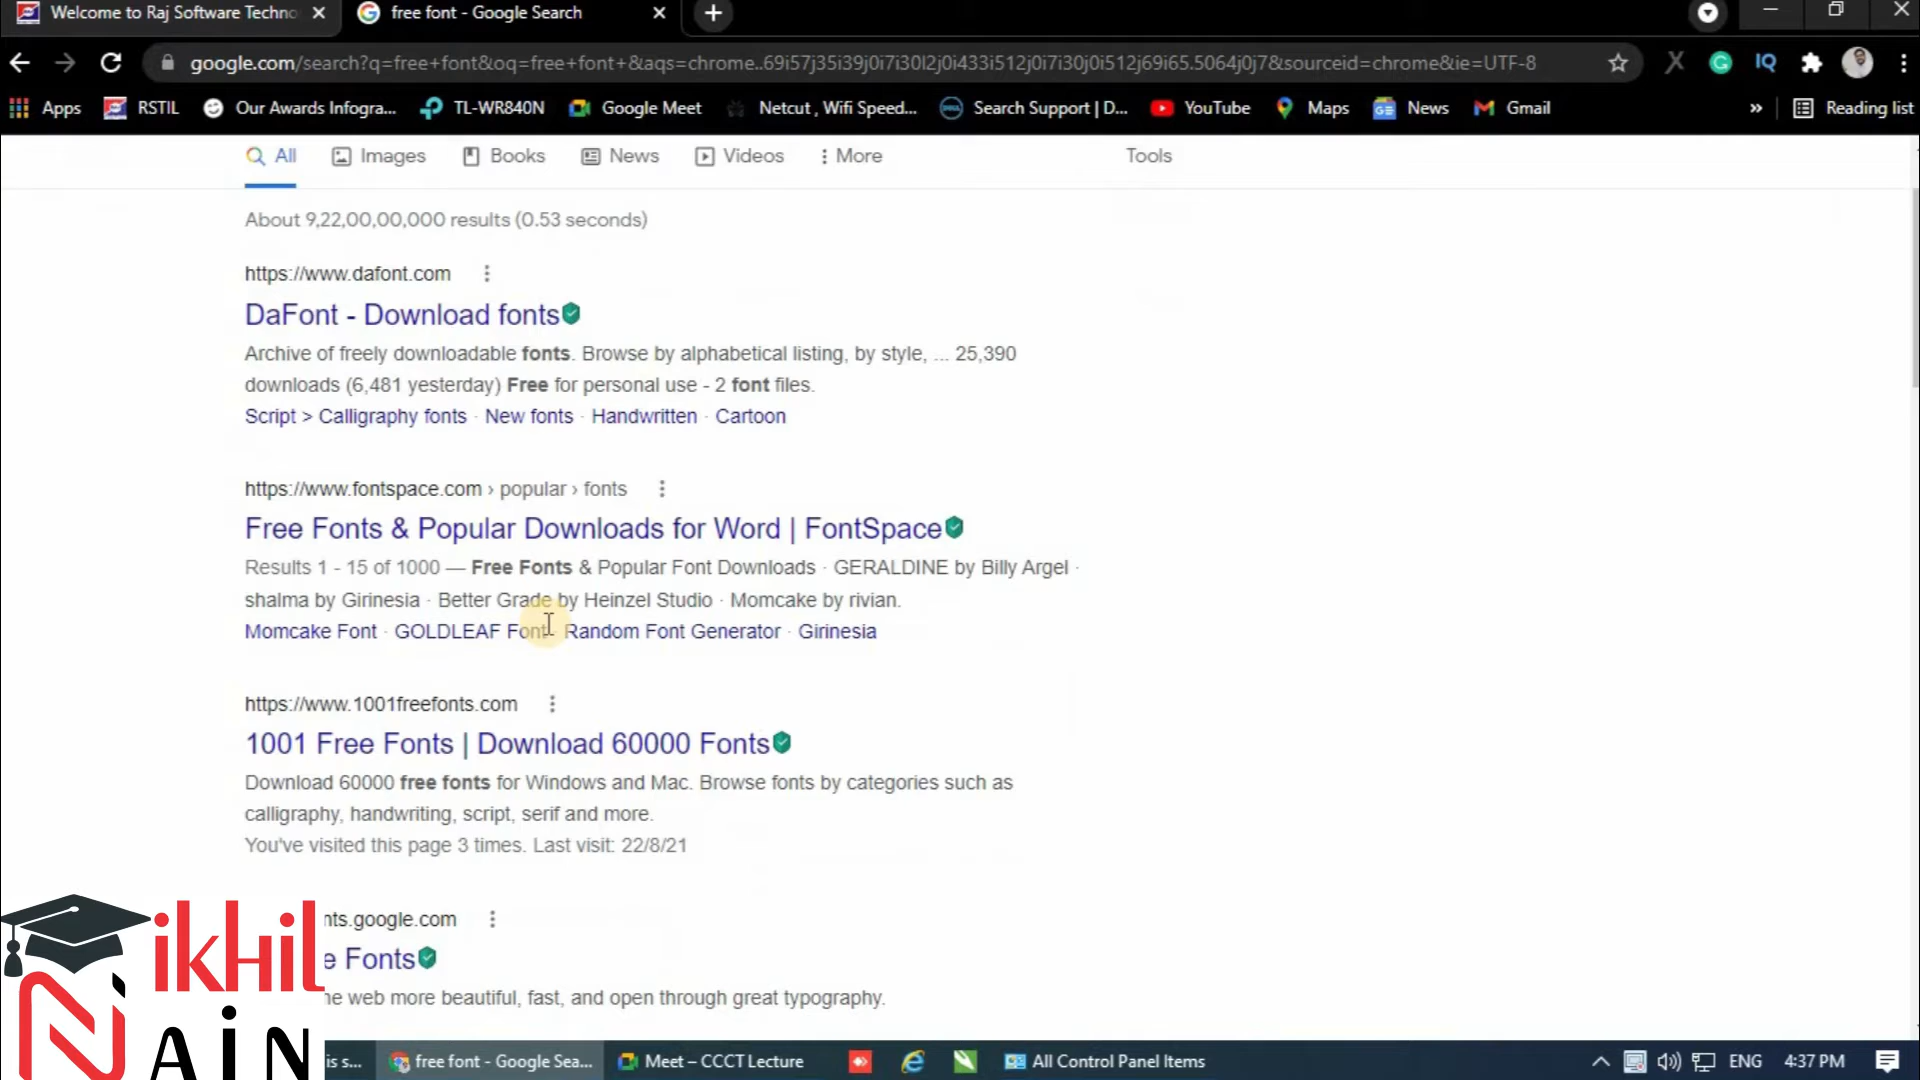 Welcome to Raj Software Techno
free font - Google Search
google.com/search?q=free+font&oq=free+font+&aqs=chrome..69i57j35i39j0i7i30l2j0i433i512j0i7i30j0i512j69i65.5064j0j7&sourceid=chrome&ie=UTF-8
Apps RSTIL Our Awards Infogra... TL-WR840N Google Meet Netcut , Wifi Speed... Search Support | D... YouTube Maps News Gmail » Reading list
All Images Books News Videos More Tools
About 9,22,00,00,000 results (0.53 seconds)
https://www.dafont.com
DaFont - Download fonts
Archive of freely downloadable fonts. Browse by alphabetical listing, by style, ... 25,390
downloads (6,481 yesterday) Free for personal use - 2 font files.
Script > Calligraphy fonts · New fonts · Handwritten · Cartoon
https://www.fontspace.com › popular › fonts
Free Fonts & Popular Downloads for Word | FontSpace
Results 1 - 15 of 1000 — Free Fonts & Popular Font Downloads · GERALDINE by Billy Argel ·
shalma by Girinesia · Better Grade by Heinzel Studio · Momcake by rivian.
Momcake Font · GOLDLEAF Font · Random Font Generator · Girinesia
https://www.1001freefonts.com
1001 Free Fonts | Download 60000 Fonts
Download 60000 free fonts for Windows and Mac. Browse fonts by categories such as
calligraphy, handwriting, script, serif and more.
You've visited this page 3 times. Last visit: 22/8/21
nts.google.com
e Fonts
he web more beautiful, fast, and open through great typography.
ikhil
NAiN
is s... free font - Google Sea... Meet – CCCT Lecture All Control Panel Items ENG 4:37 PM